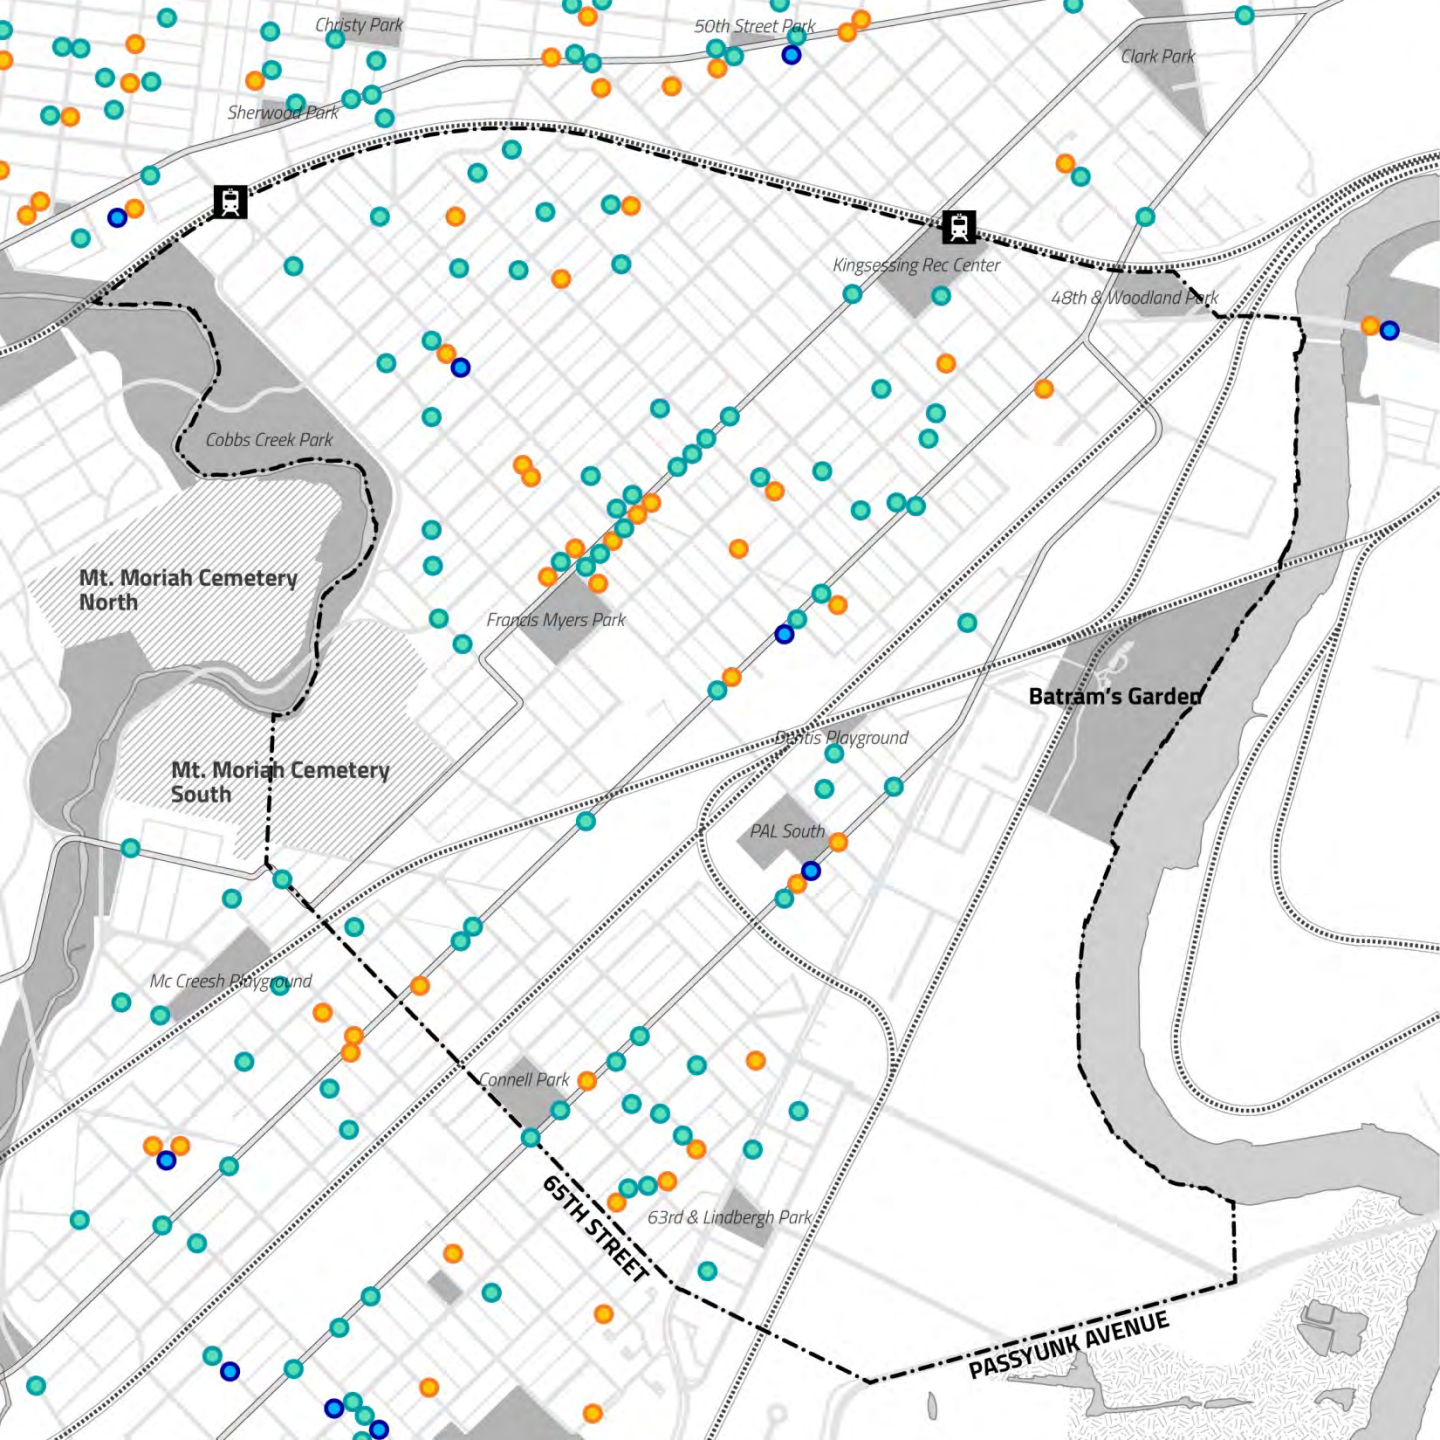 Christy Park
50th Street Park
Clark Park
Sherwood Park
Kingsessing Rec Center
48th & Woodland Park
Cobbs Creek Park
Mt. Moriah Cemetery
North
Francis Myers Park
Batram's Garden
Deritis Playground
Mt. Moriah Cemetery
South
PAL South
Mc Creesh Playground
Connell Park
65TH STREET
63rd & Lindbergh Park
PASSYUNK AVENUE